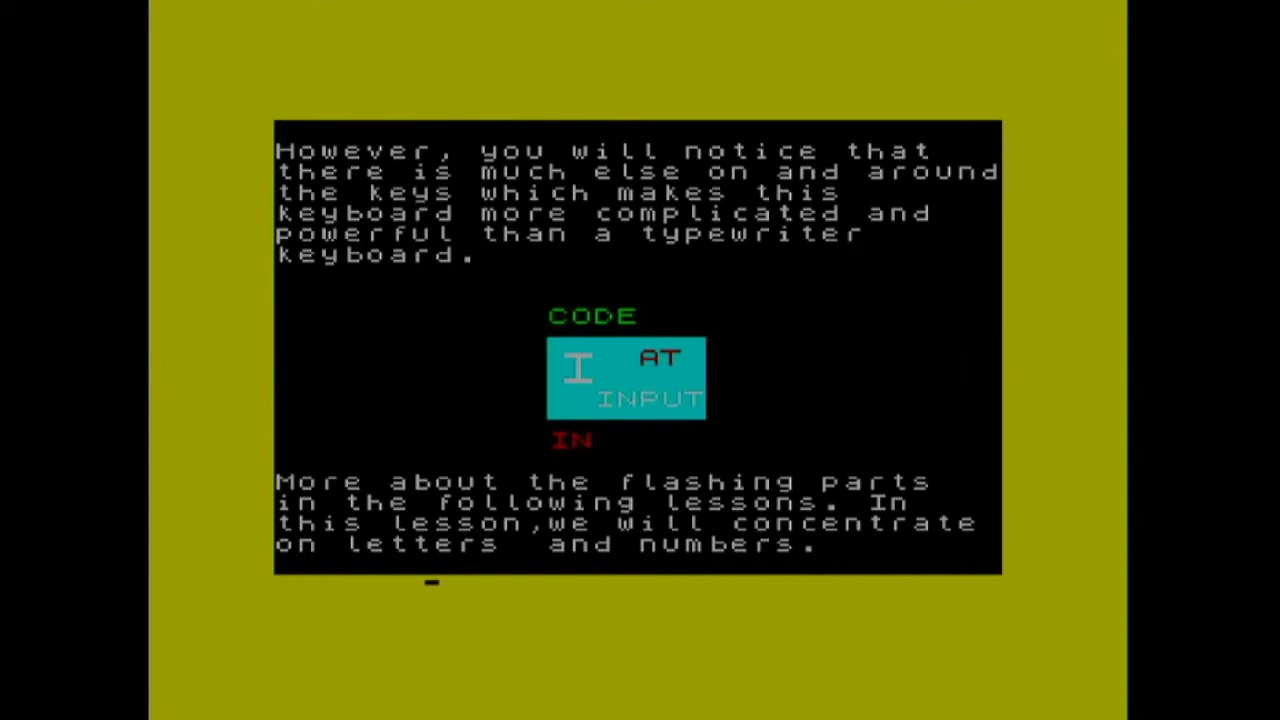 However, you will notice that
there is much else on and around
the keys which makes this
keyboard more complicated and
powerful than a typewriter
keyboard.
CODE
I AT
INPUT
IN
More about the flashing parts
in the following lessons. In
this lesson,we will concentrate
on letters and numbers.